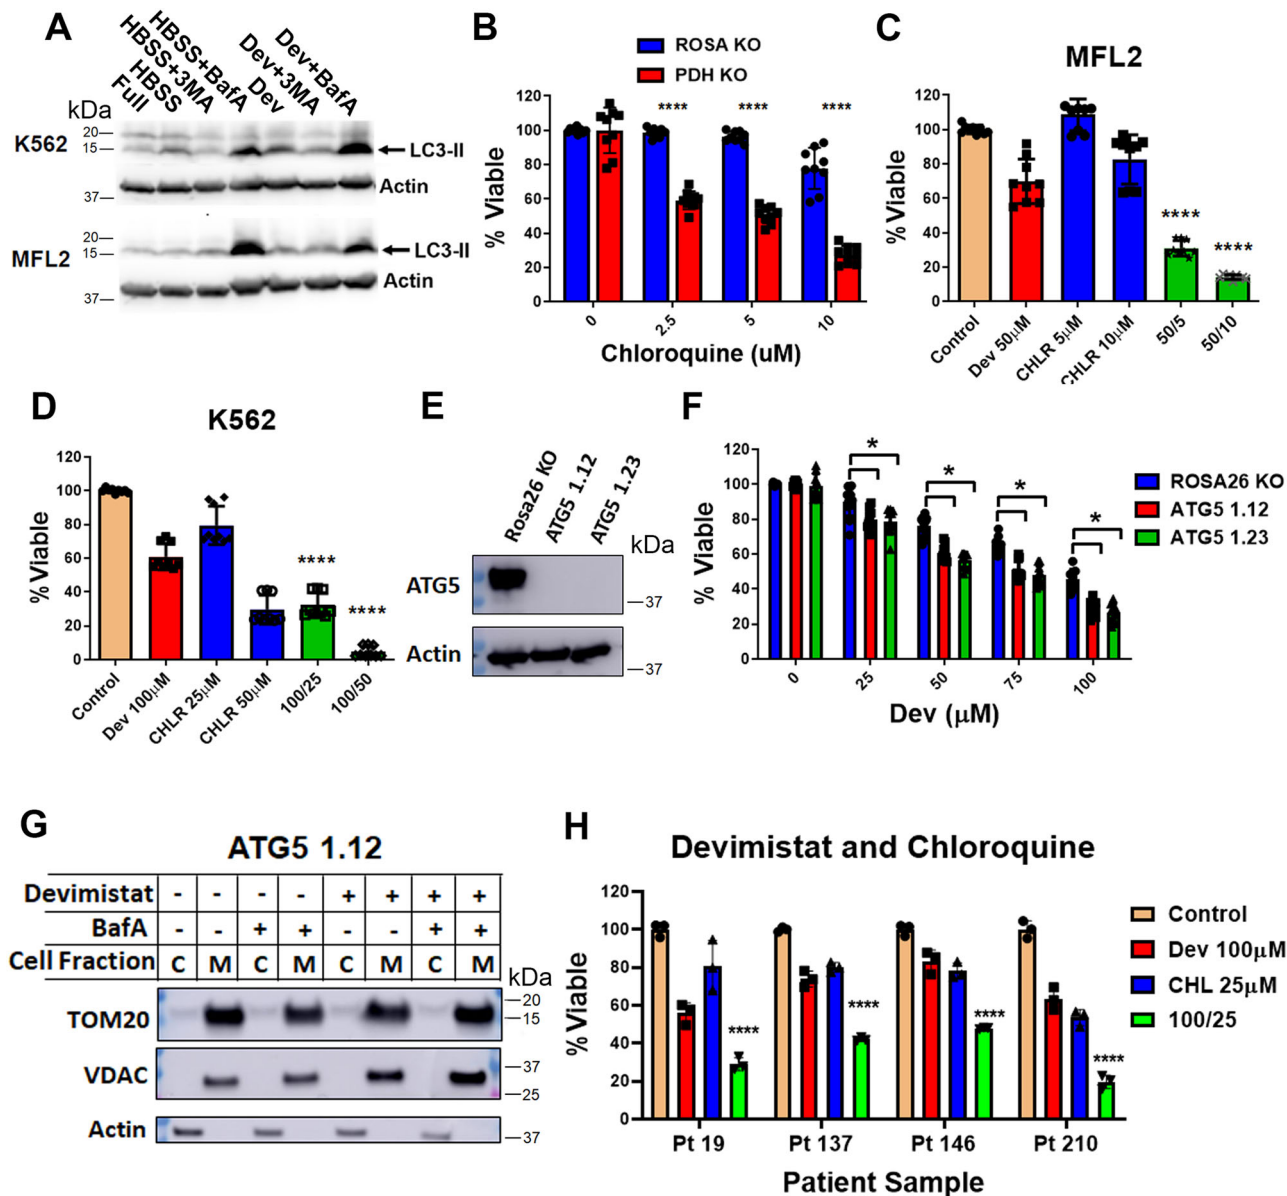 A
Full
HBSS
HBSS+3MA
HBSS+BafA
Dev
Dev+3MA
Dev+BafA
kDa
K562
20
15
LC3-II
Actin
37
MFL2
20
15
LC3-II
Actin
37
B
ROSA KO
PDH KO
% Viable
120
100
80
60
40
20
0
**** **** ****
0 2.5 5 10
Chloroquine (uM)
C
MFL2
% Viable
120
100
80
60
40
20
0
****
****
Control
Dev 50μM
CHLR 5μM
CHLR 10μM
50/5
50/10
D
K562
% Viable
120
100
80
60
40
20
0
****
****
Control
Dev 100μM
CHLR 25μM
CHLR 50μM
100/25
100/50
E
Rosa26 KO
ATG5 1.12
ATG5 1.23
kDa
ATG5
37
Actin
37
F
% Viable
120
100
80
60
40
20
0
* * * *
ROSA26 KO
ATG5 1.12
ATG5 1.23
0 25 50 75 100
Dev (μM)
G
ATG5 1.12
Devimistat - - - - + + + +
BafA - - + + - - + +
Cell Fraction C M C M C M C M
kDa
TOM20
20
15
VDAC
37
25
Actin
37
H
Devimistat and Chloroquine
% Viable
120
100
80
60
40
20
0
**** **** **** ****
Control
Dev 100μM
CHL 25μM
100/25
Pt 19 Pt 137 Pt 146 Pt 210
Patient Sample